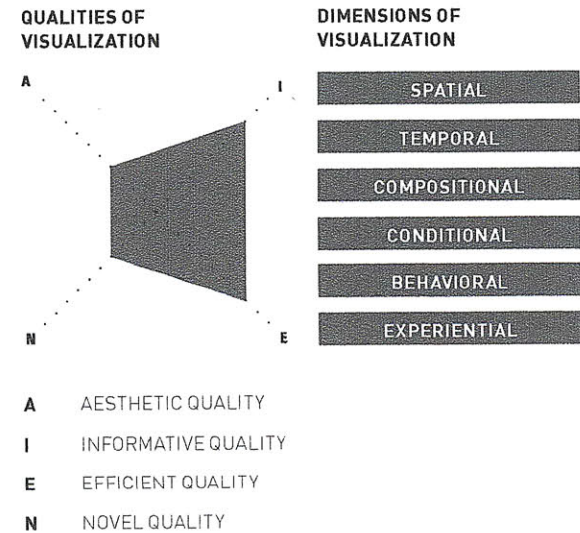 QUALITIES OF
VISUALIZATION
A
I
N
E
DIMENSIONS OF
VISUALIZATION
SPATIAL
TEMPORAL
COMPOSITIONAL
CONDITIONAL
BEHAVIORAL
EXPERIENTIAL
A AESTHETIC QUALITY
I INFORMATIVE QUALITY
E EFFICIENT QUALITY
N NOVEL QUALITY